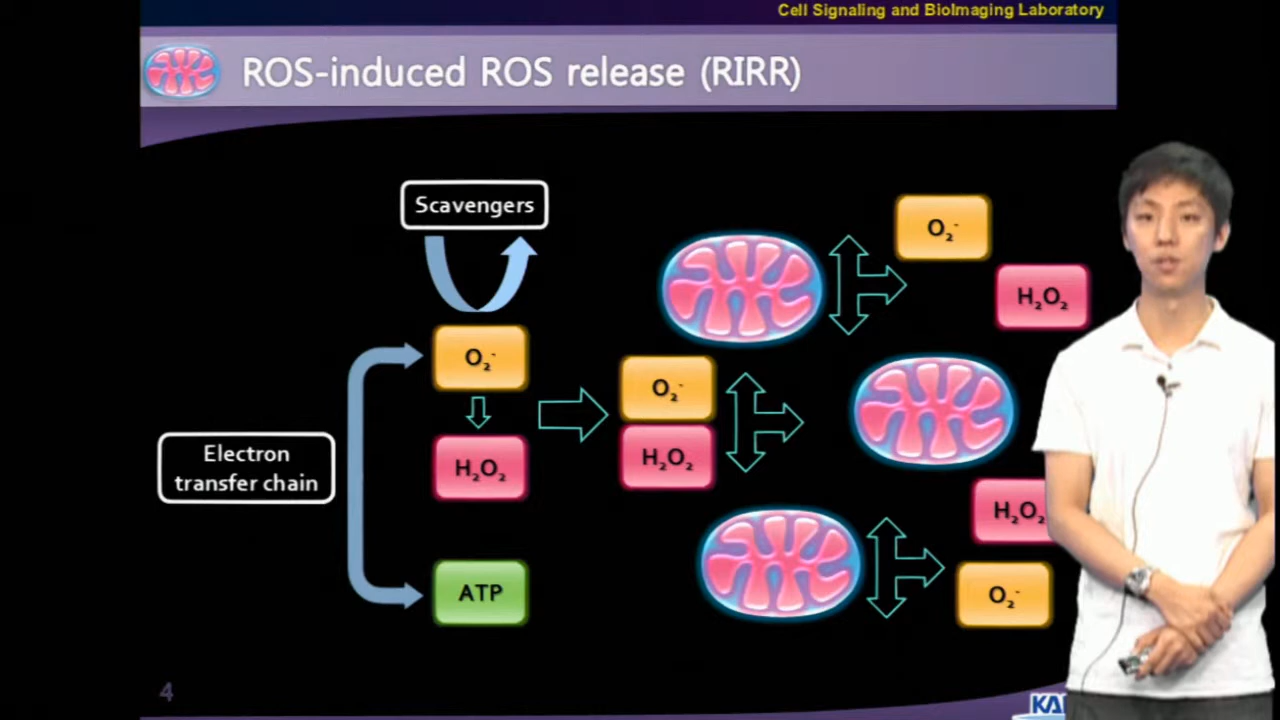 Cell Signaling and BioImaging Laboratory
ROS-induced ROS release (RIRR)
Scavengers
O₂⁻
H₂O₂
O₂⁻
O₂⁻
H₂O₂
H₂O₂
Electron
transfer chain
H₂O₂
O₂⁻
ATP
4